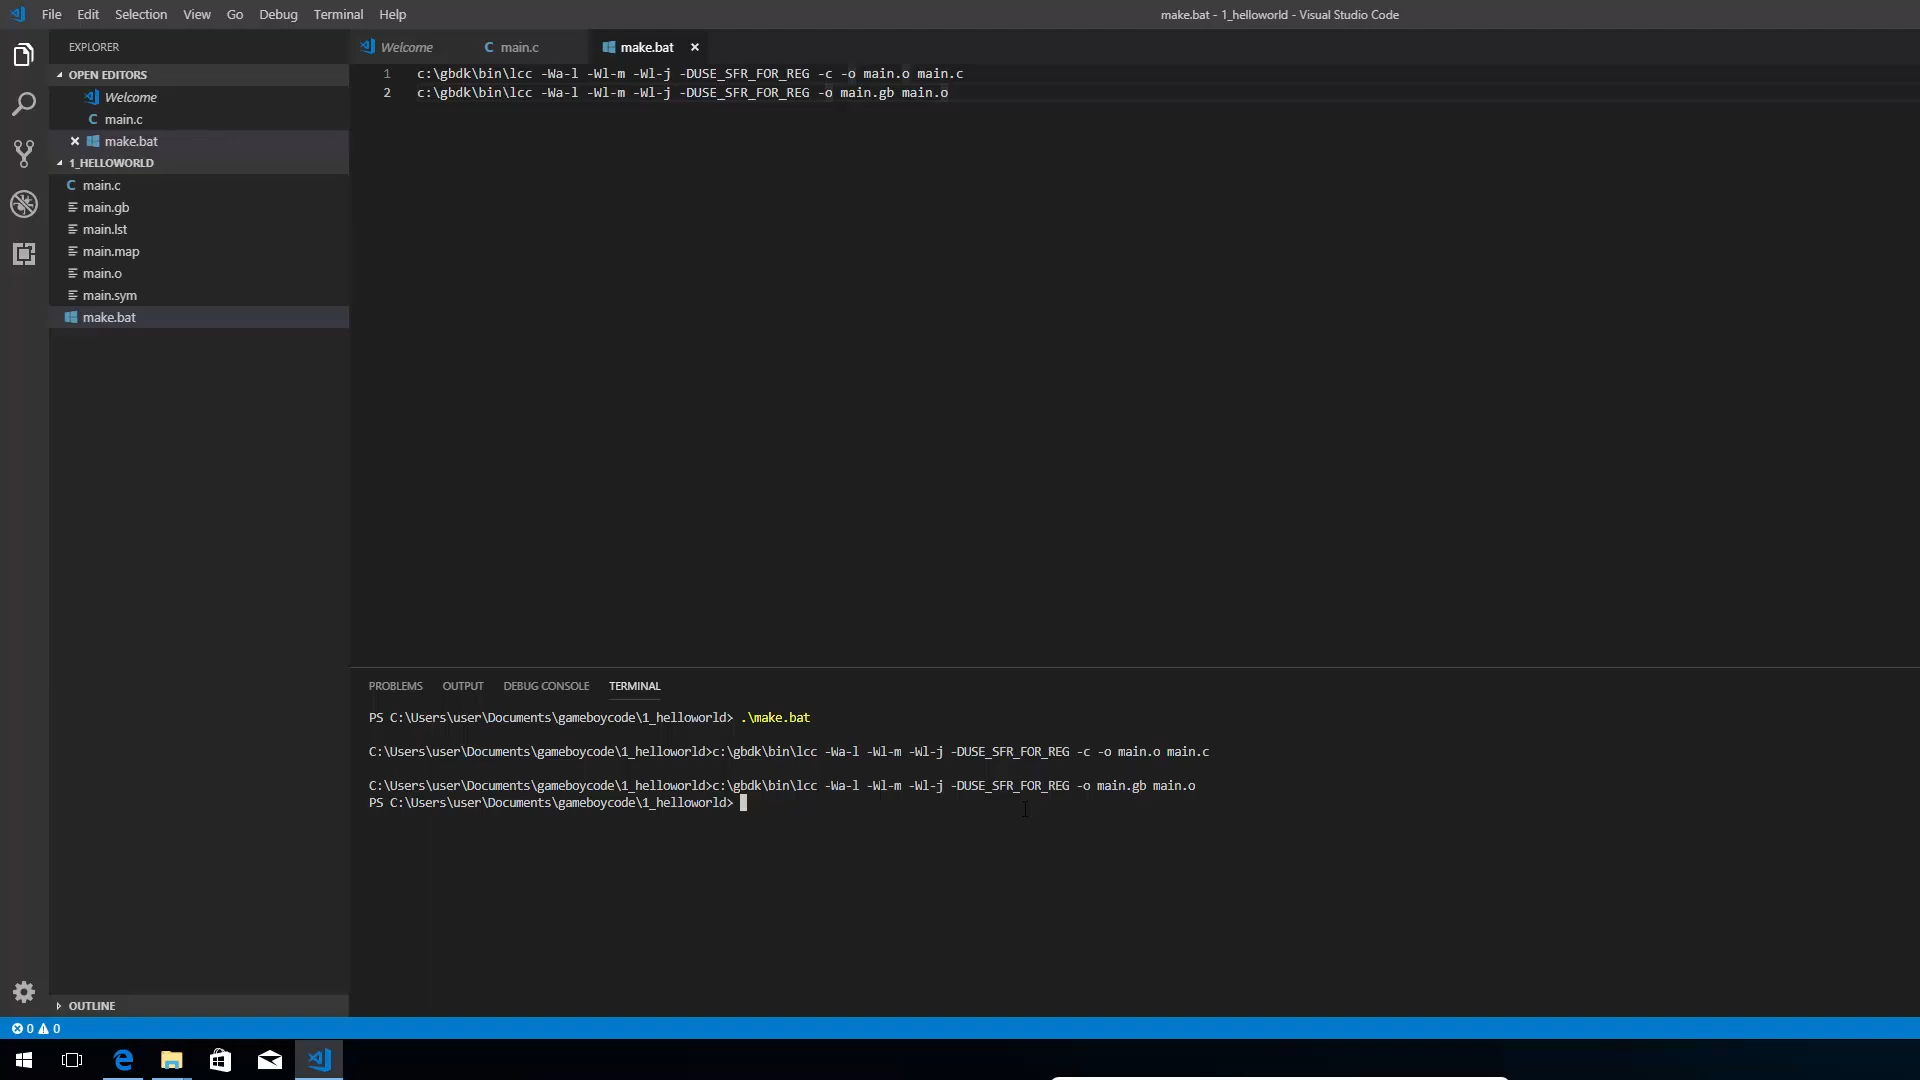 File Edit Selection View Go Debug Terminal Help
make.bat - 1_helloworld - Visual Studio Code
EXPLORER
OPEN EDITORS
Welcome
main.c
make.bat
1_HELLOWORLD
main.c
main.gb
main.lst
main.map
main.o
main.sym
make.bat
OUTLINE
Welcome main.c make.bat
1 c:\gbdk\bin\lcc -Wa-l -Wl-m -Wl-j -DUSE_SFR_FOR_REG -c -o main.o main.c
2 c:\gbdk\bin\lcc -Wa-l -Wl-m -Wl-j -DUSE_SFR_FOR_REG -o main.gb main.o
PROBLEMS OUTPUT DEBUG CONSOLE TERMINAL
PS C:\Users\user\Documents\gameboycode\1_helloworld> .\make.bat
C:\Users\user\Documents\gameboycode\1_helloworld>c:\gbdk\bin\lcc -Wa-l -Wl-m -Wl-j -DUSE_SFR_FOR_REG -c -o main.o main.c
C:\Users\user\Documents\gameboycode\1_helloworld>c:\gbdk\bin\lcc -Wa-l -Wl-m -Wl-j -DUSE_SFR_FOR_REG -o main.gb main.o
PS C:\Users\user\Documents\gameboycode\1_helloworld>
0 0